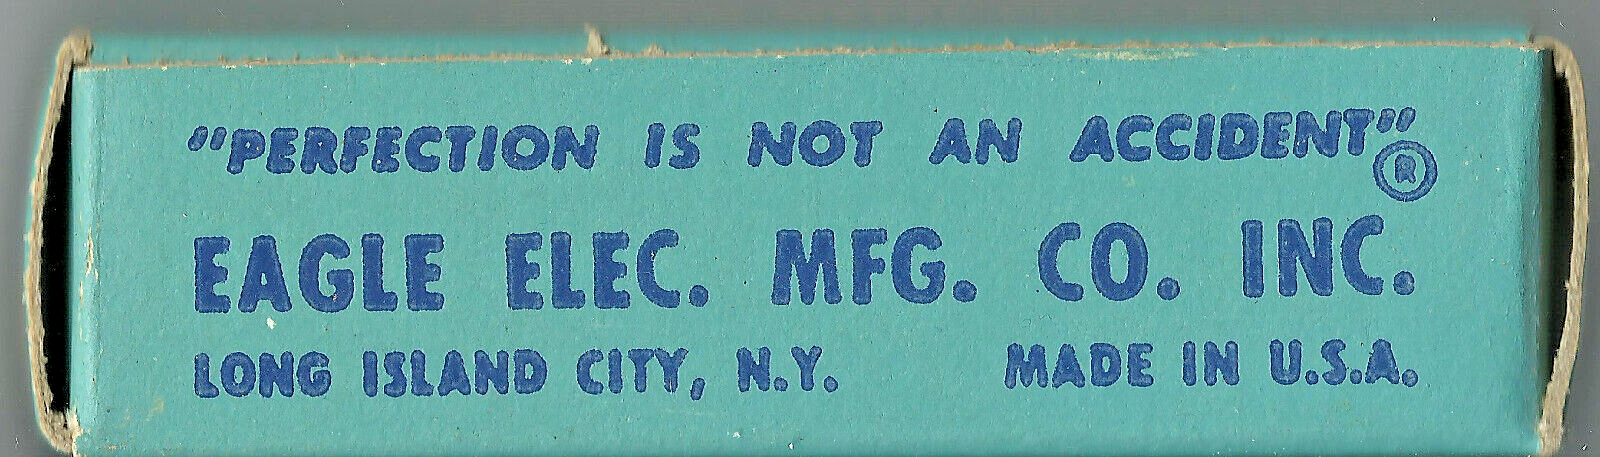 "PERFECTION IS NOT AN ACCIDENT"®
EAGLE ELEC. MFG. CO. INC.
LONG ISLAND CITY, N.Y. MADE IN U.S.A.